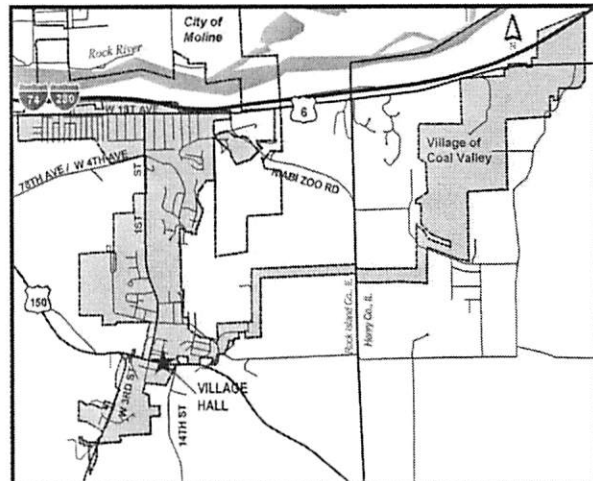 City of
Moline
Rock River
N
74
280
W 1ST AVE
6
Village of
Coal Valley
78TH AVE / W 4TH AVE
NIABI ZOO RD
1ST
ST
150
Rock Island Co., IL
Henry Co., IL
W 3RD ST
VILLAGE
HALL
14TH ST